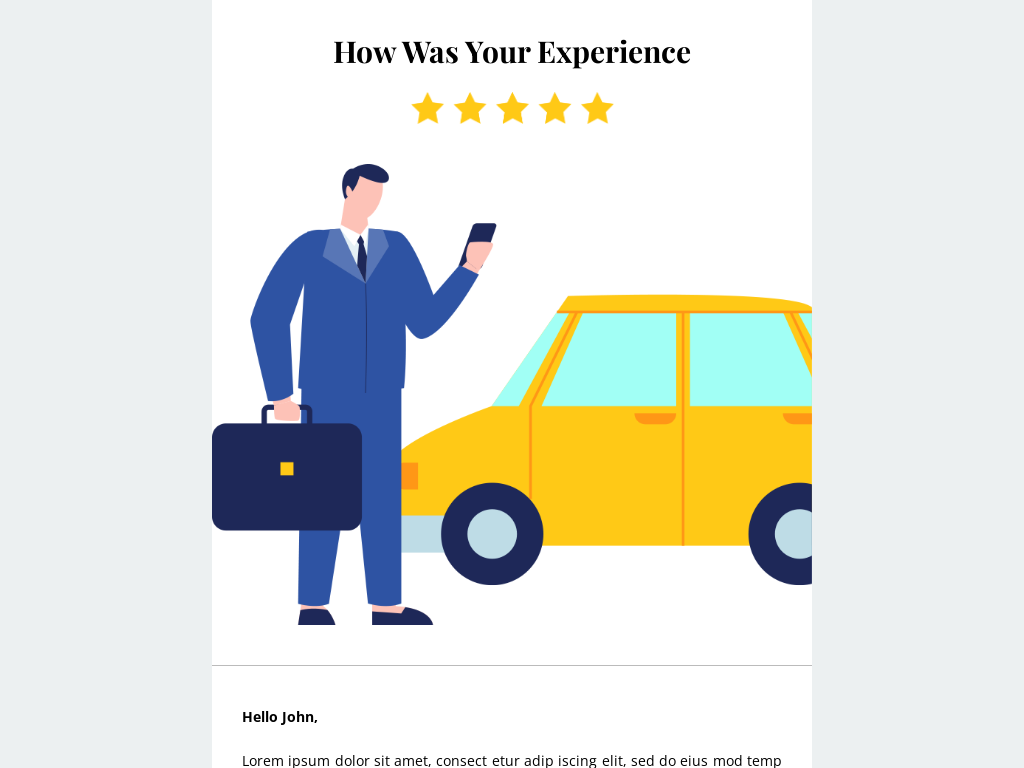 How Was Your Experience
Hello John,
Lorem ipsum dolor sit amet, consect etur adip iscing elit, sed do eius mod temp